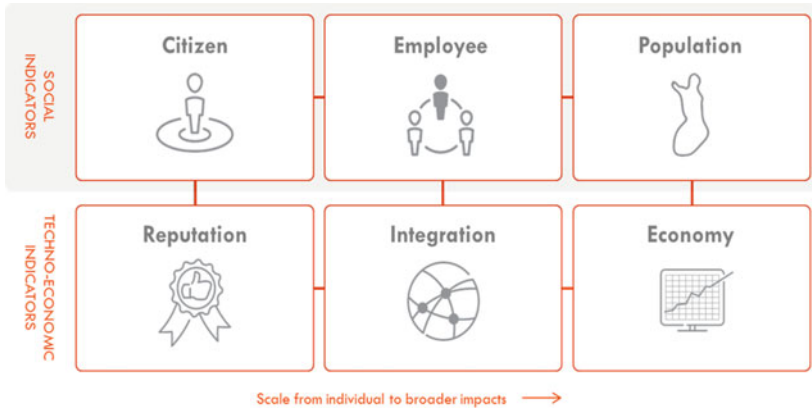 SOCIAL
INDICATORS
Citizen
Employee
Population
TECHNO-ECONOMIC
INDICATORS
Reputation
Integration
Economy
Scale from individual to broader impacts